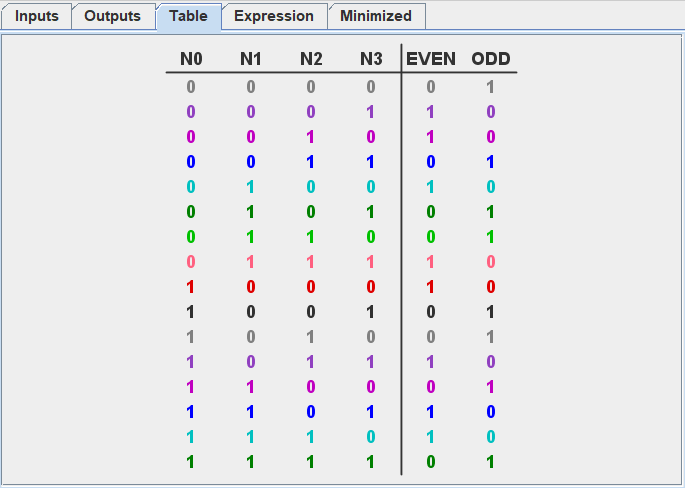 Inputs Outputs Table Expression Minimized
N0 N1 N2 N3 EVEN ODD
0 0 0 0 0 1
0 0 0 1 1 0
0 0 1 0 1 0
0 0 1 1 0 1
0 1 0 0 1 0
0 1 0 1 0 1
0 1 1 0 0 1
0 1 1 1 1 0
1 0 0 0 1 0
1 0 0 1 0 1
1 0 1 0 0 1
1 0 1 1 1 0
1 1 0 0 0 1
1 1 0 1 1 0
1 1 1 0 1 0
1 1 1 1 0 1